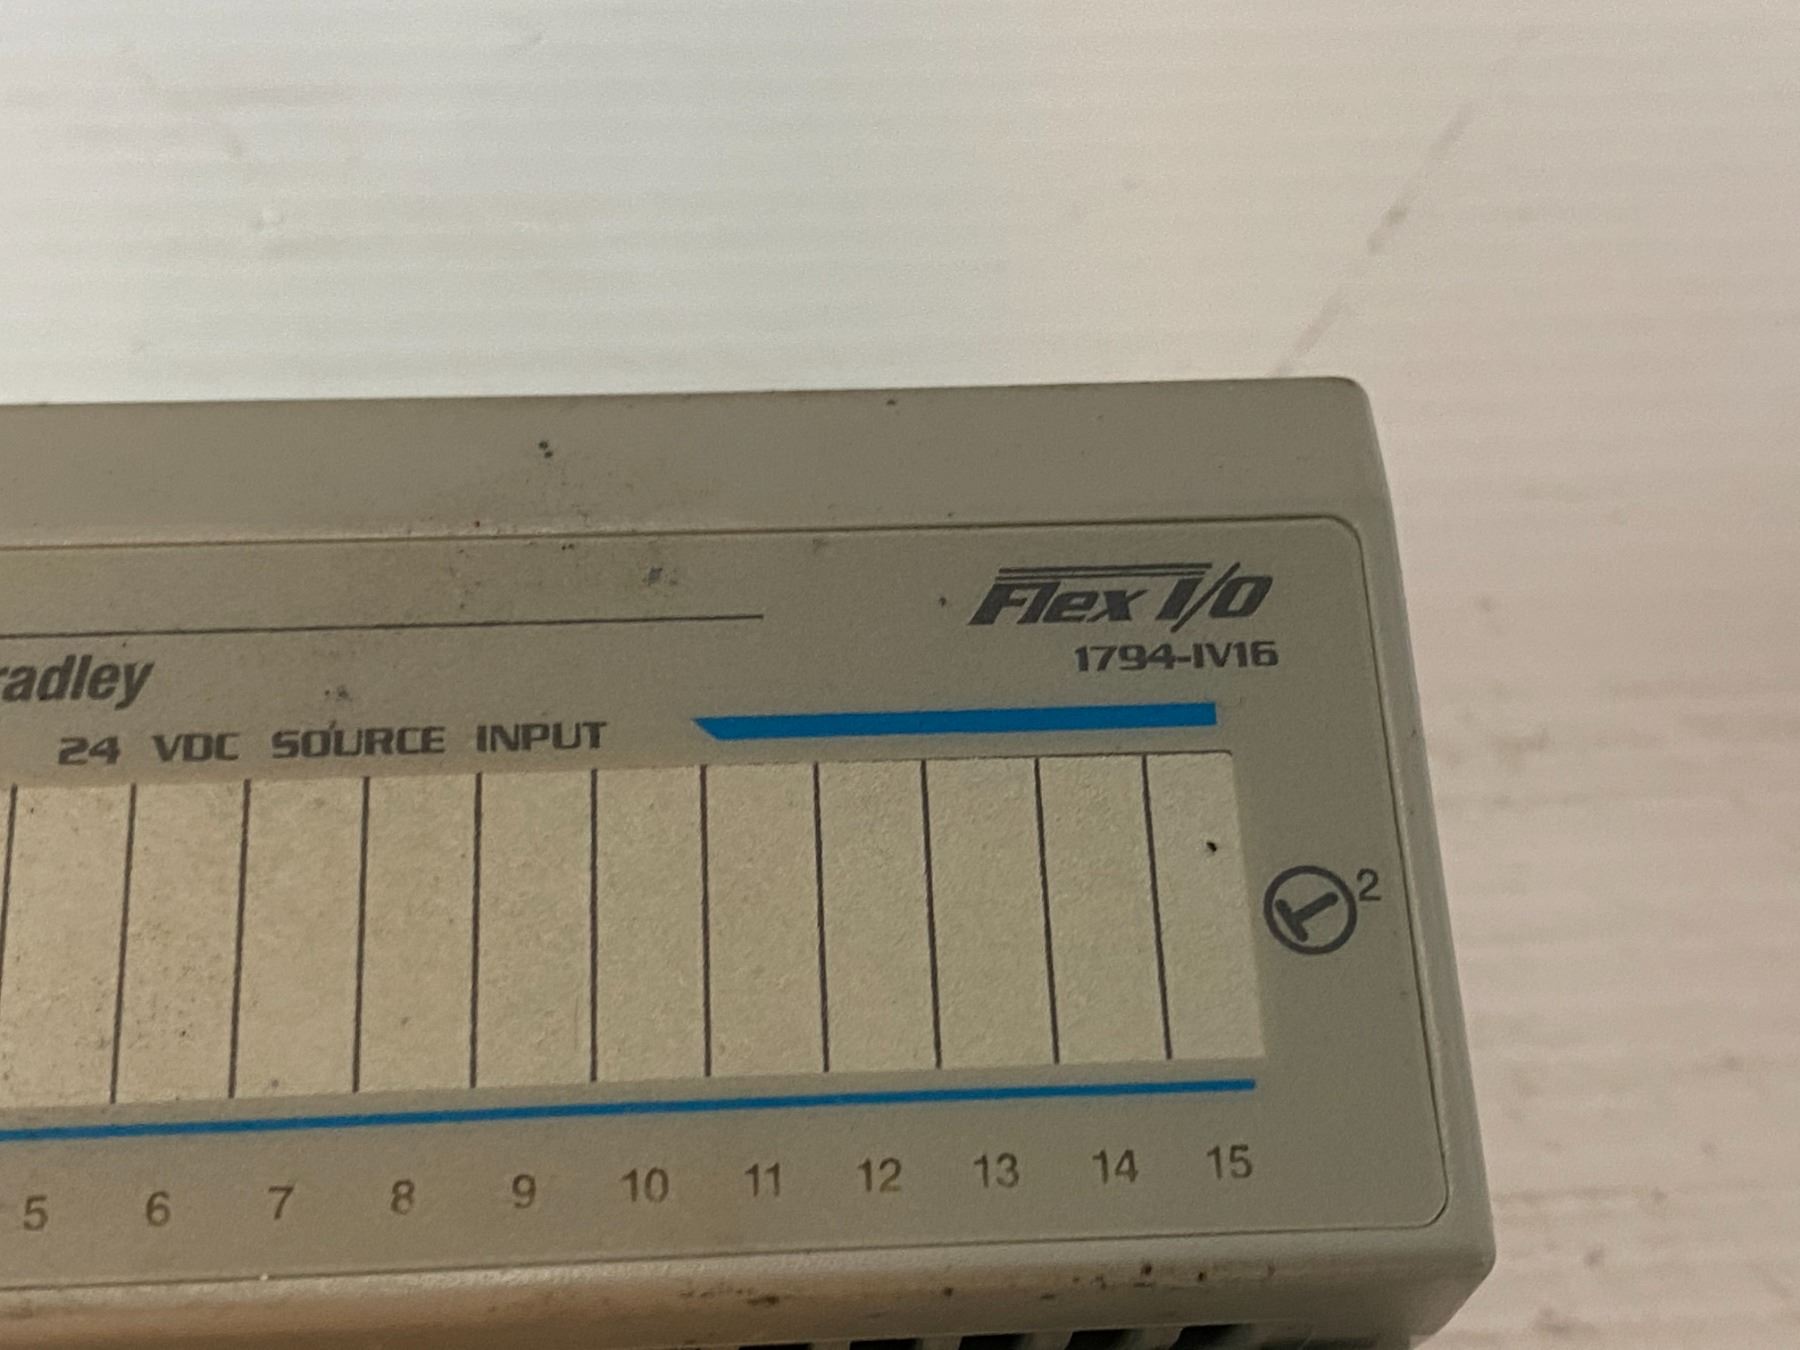 Flex I/O
1794-IV16
radley
24 VDC SOURCE INPUT
2
5 6 7 8 9 10 11 12 13 14 15